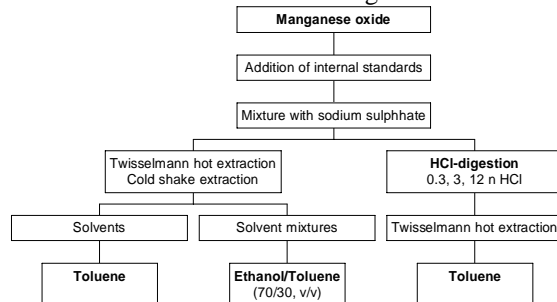 Manganese oxide
Addition of internal standards
Mixture with sodium sulphhate
Twisselmann hot extraction
Cold shake extraction
HCl-digestion
0.3, 3, 12 n HCl
Solvents
Solvent mixtures
Twisselmann hot extraction
Toluene
Ethanol/Toluene
(70/30, v/v)
Toluene